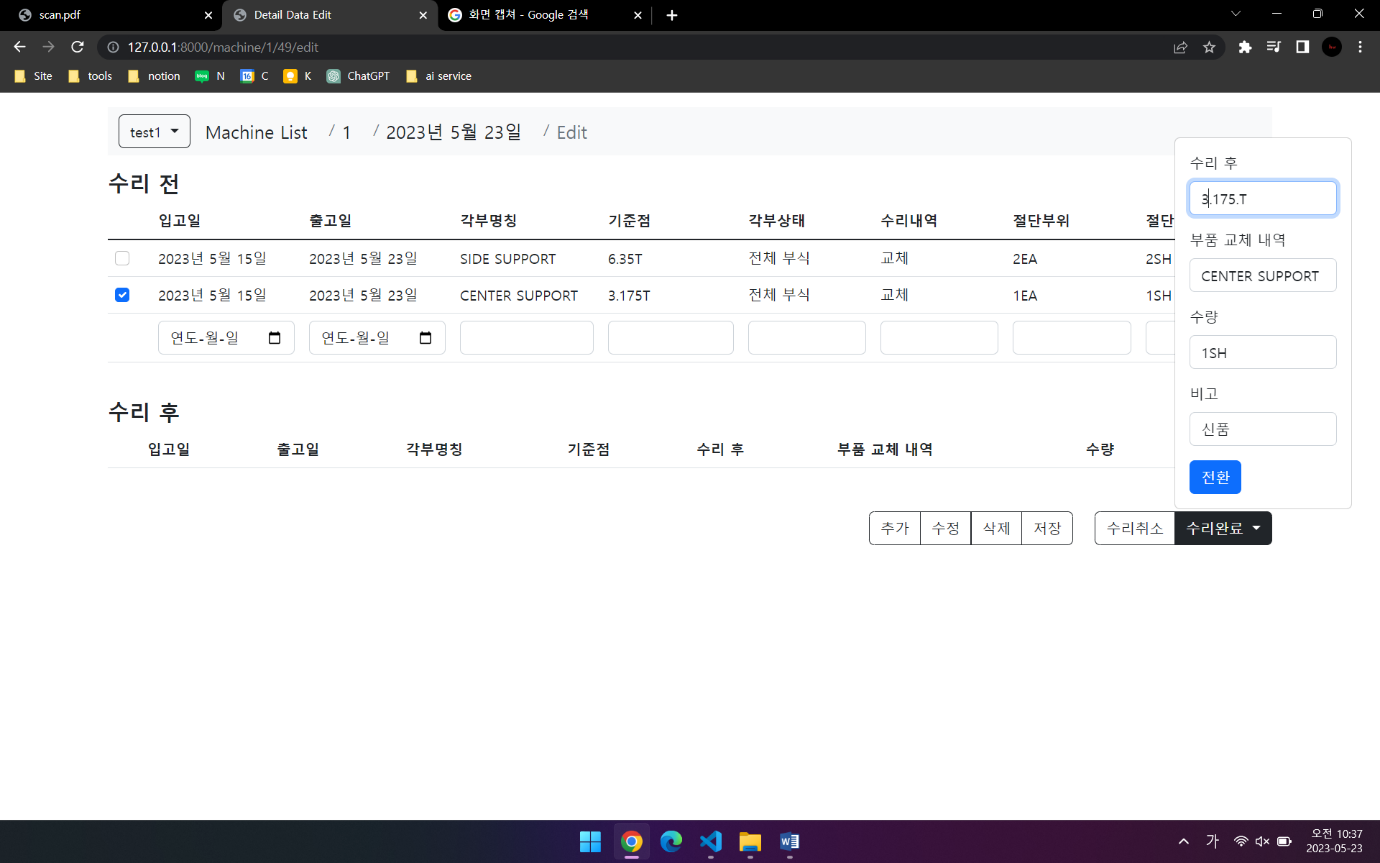 scan.pdf
Detail Data Edit
화면 캡쳐 - Google 검색
127.0.0.1:8000/machine/1/49/edit
Site tools notion N 16 C K ChatGPT ai service
test1 Machine List / 1 / 2023년 5월 23일 / Edit
수리 전
입고일 출고일 각부명칭 기준점 각부상태 수리내역 절단부위 절단
2023년 5월 15일 2023년 5월 23일 SIDE SUPPORT 6.35T 전체 부식 교체 2EA 2SH
2023년 5월 15일 2023년 5월 23일 CENTER SUPPORT 3.175T 전체 부식 교체 1EA 1SH
연도-월-일 연도-월-일
수리 후
3.175.T
부품 교체 내역
CENTER SUPPORT
수량
1SH
비고
신품
전환
수리 후
입고일 출고일 각부명칭 기준점 수리 후 부품 교체 내역 수량
추가 수정 삭제 저장 수리취소 수리완료
가 오전 10:37
2023-05-23